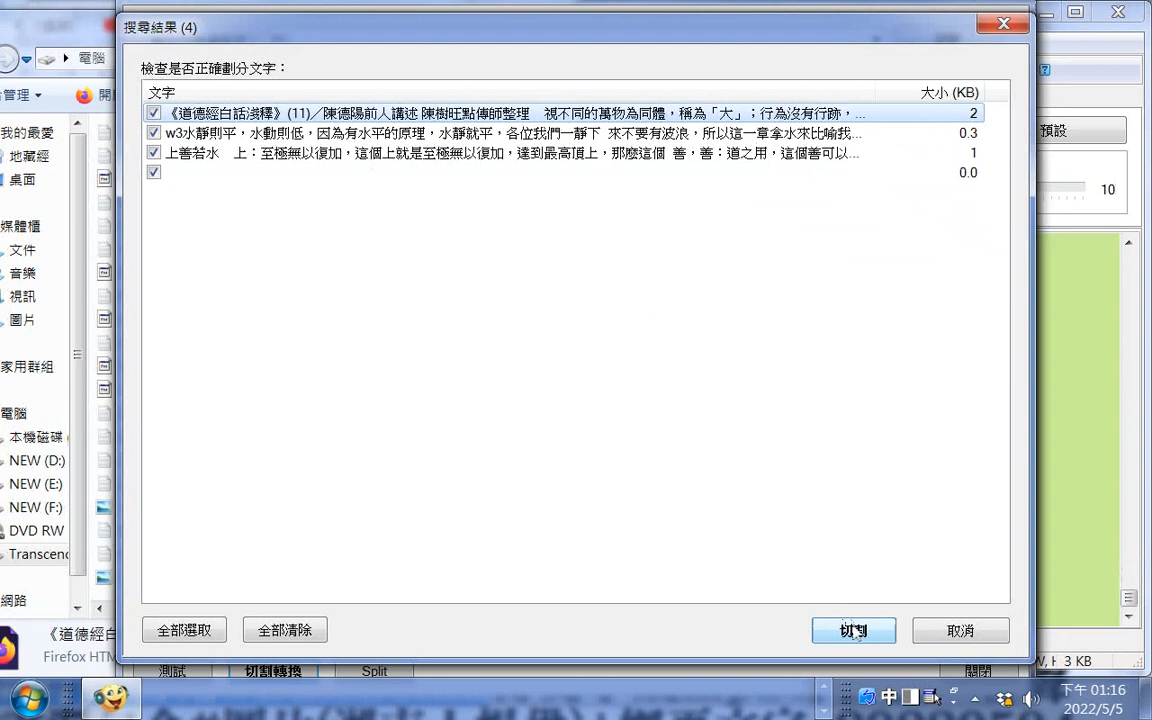 搜尋結果 (4)
檢查是否正確劃分文字：
文字 大小 (KB)
《道德經白話淺釋》(11)／陳德陽前人講述 陳樹旺點傳師整理　視不同的萬物為同體，稱為「大」；行為沒有行跡，... 2
w3水靜則平，水動則低，因為有水平的原理，水靜就平，各位我們一靜下 來不要有波浪，所以這一章拿水來比喻我... 0.3
上善若水　上：至極無以復加，這個上就是至極無以復加，達到最高頂上，那麼這個 善，善：道之用，這個善可以... 1
0.0
全部選取 全部清除 切割 取消
電腦
合管理 開
我的最愛
地藏經
桌面
媒體櫃
文件
音樂
視訊
圖片
家用群組
電腦
本機磁碟
NEW (D:)
NEW (E:)
NEW (F:)
DVD RW
Transcend
網路
《道德經白
Firefox HTM
預設
10
測試 切割轉換 Split 關閉
3 KB
中
下午 01:16
2022/5/5